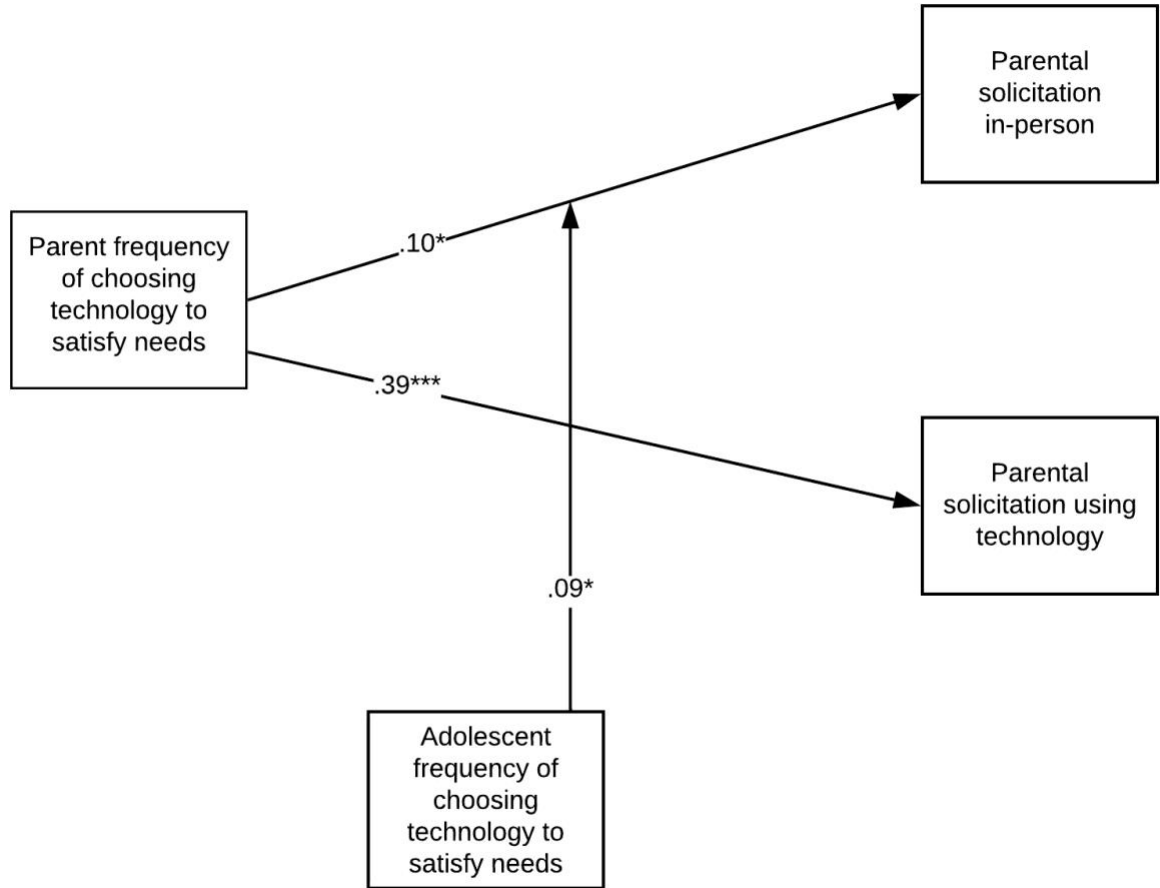 Parental
solicitation
in-person
Parent frequency
of choosing
technology to
satisfy needs
.10*
.39***
Parental
solicitation using
technology
.09*
Adolescent
frequency of
choosing
technology to
satisfy needs